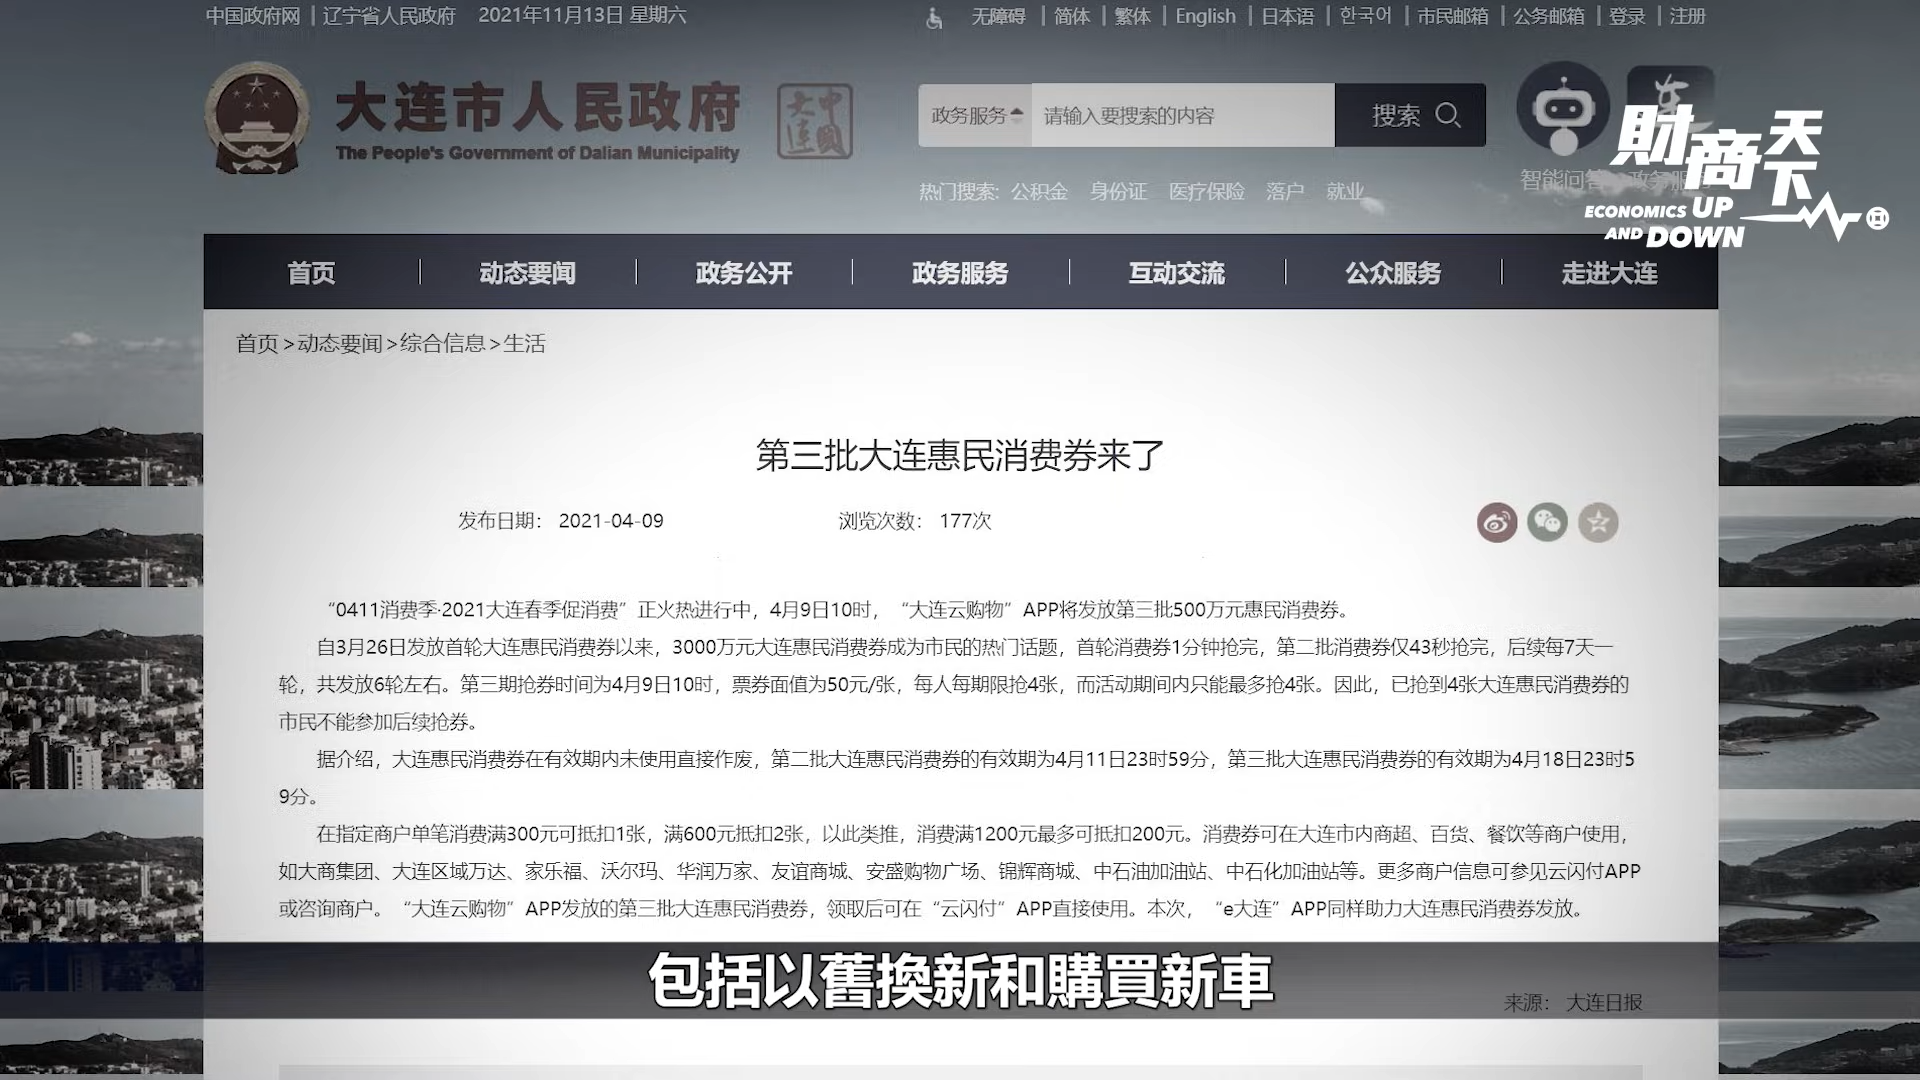 中国政府网 | 辽宁省人民政府 2021年11月13日 星期六
无障碍 | 简体 | 繁体 | English | 日本语 | 한국어 | 市民邮箱 | 公务邮箱 | 登录 | 注册
大连市人民政府
The People's Government of Dalian Municipality
中國大连
政务服务 请输入要搜索的内容 搜索
热门搜索: 公积金 身份证 医疗保险 落户 就业
智能问答
財商天下
ECONOMICS UP
AND DOWN
首页 动态要闻 政务公开 政务服务 互动交流 公众服务 走进大连
首页>动态要闻>综合信息>生活
第三批大连惠民消费券来了
发布日期： 2021-04-09 浏览次数： 177次
“0411消费季·2021大连春季促消费”正火热进行中，4月9日10时，“大连云购物”APP将发放第三批500万元惠民消费券。
自3月26日发放首轮大连惠民消费券以来，3000万元大连惠民消费券成为市民的热门话题，首轮消费券1分钟抢完，第二批消费券仅43秒抢完，后续每7天一
轮，共发放6轮左右。第三期抢券时间为4月9日10时，票券面值为50元/张，每人每期限抢4张，而活动期间内只能最多抢4张。因此，已抢到4张大连惠民消费券的
市民不能参加后续抢券。
据介绍，大连惠民消费券在有效期内未使用直接作废，第二批大连惠民消费券的有效期为4月11日23时59分，第三批大连惠民消费券的有效期为4月18日23时5
9分。
在指定商户单笔消费满300元可抵扣1张，满600元抵扣2张，以此类推，消费满1200元最多可抵扣200元。消费券可在大连市内商超、百货、餐饮等商户使用，
如大商集团、大连区域万达、家乐福、沃尔玛、华润万家、友谊商城、安盛购物广场、锦辉商城、中石油加油站、中石化加油站等。更多商户信息可参见云闪付APP
或咨询商户。“大连云购物”APP发放的第三批大连惠民消费券，领取后可在“云闪付”APP直接使用。本次，“e大连”APP同样助力大连惠民消费券发放。
包括以舊換新和購買新車
来源： 大连日报